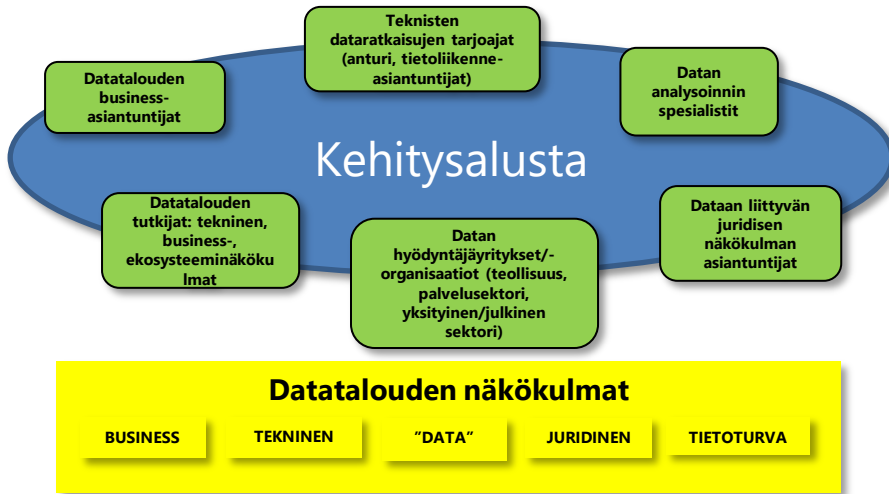 Teknisten
dataratkaisujen tarjoajat
(anturi, tietoliikenne-
asiantuntijat)
Datatalouden
business-
asiantuntijat
Datan
analysoinnin
spesialistit
Kehitysalusta
Datatalouden
tutkijat: tekninen,
business-,
ekosysteeminäköku
lmat
Datan
hyödyntäjäyritykset/-
organisaatiot (teollisuus,
palvelusektori,
yksityinen/julkinen
sektori)
Dataan liittyvän
juridisen
näkökulman
asiantuntijat
Datatalouden näkökulmat
BUSINESS
TEKNINEN
”DATA”
JURIDINEN
TIETOTURVA